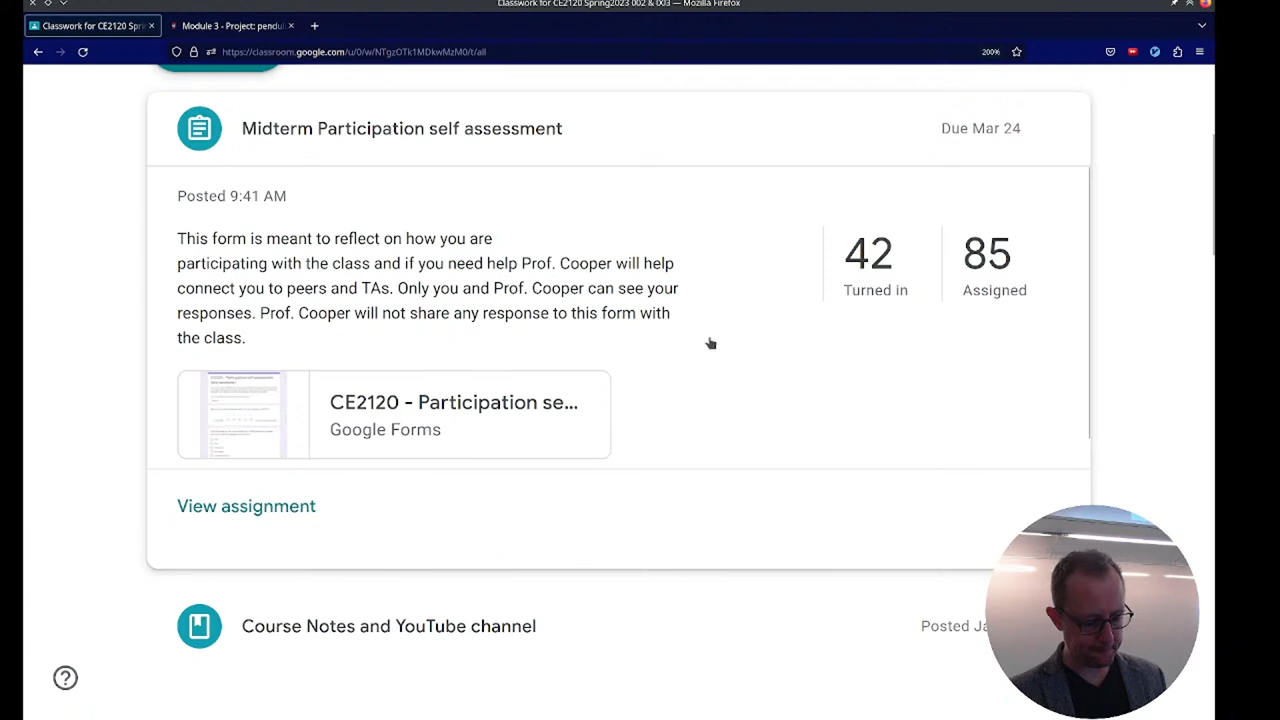 Classwork for CE2120 Spring2023 002 & 003 — Mozilla Firefox
Classwork for CE2120 Spri
Module 3 - Project: pendul
https://classroom.google.com/u/0/w/NTgzOTk1MDkwMzM0/t/all
200%
Midterm Participation self assessment
Due Mar 24
Posted 9:41 AM
This form is meant to reflect on how you are
participating with the class and if you need help Prof. Cooper will help
connect you to peers and TAs. Only you and Prof. Cooper can see your
responses. Prof. Cooper will not share any response to this form with
the class.
42
Turned in
85
Assigned
CE2120 - Participation se...
Google Forms
View assignment
Course Notes and YouTube channel
Posted Ja